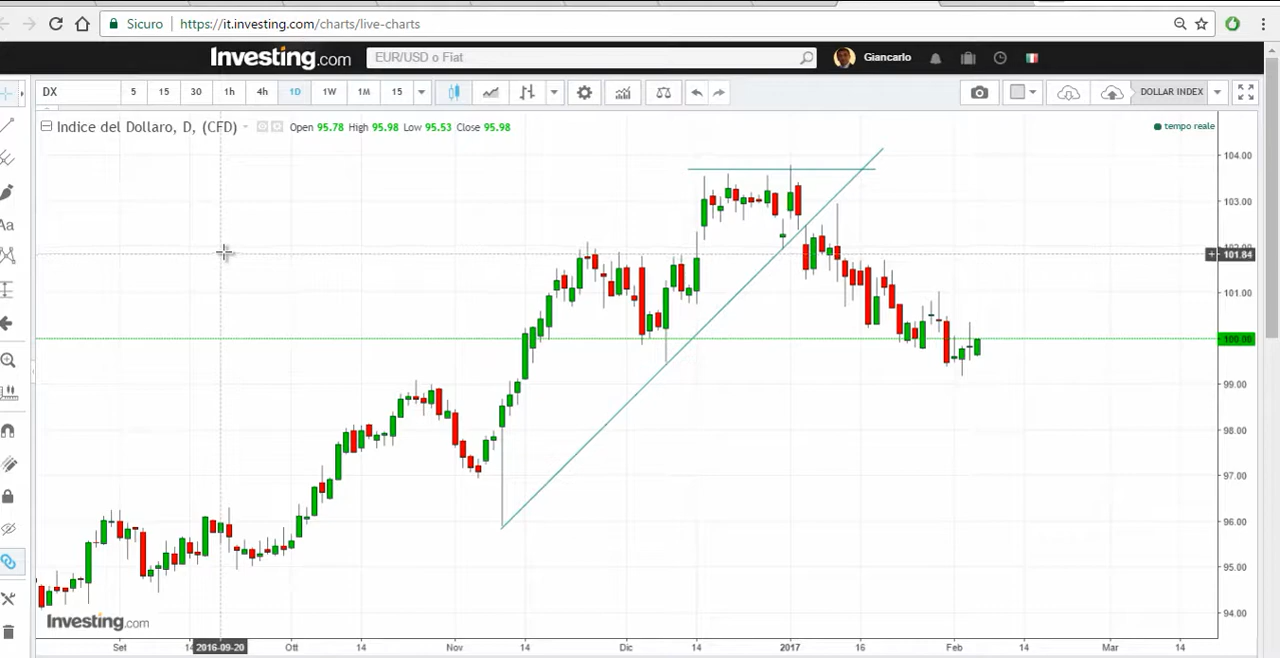 Sicuro https://it.investing.com/charts/live-charts
Investing.com EUR/USD o Fiat Giancarlo
DX 5 15 30 1h 4h 1D 1W 1M 15 DOLLAR INDEX
Indice del Dollaro, D, (CFD) Open 95.78 High 95.98 Low 95.53 Close 95.98
tempo reale
104.00
103.00
102.00
101.84
101.00
100.00
99.00
98.00
97.00
96.00
95.00
94.00
Aa
Investing.com
Set 14 2016-09-20 Ott 14 Nov 14 Dic 14 2017 16 Feb 14 Mar 14